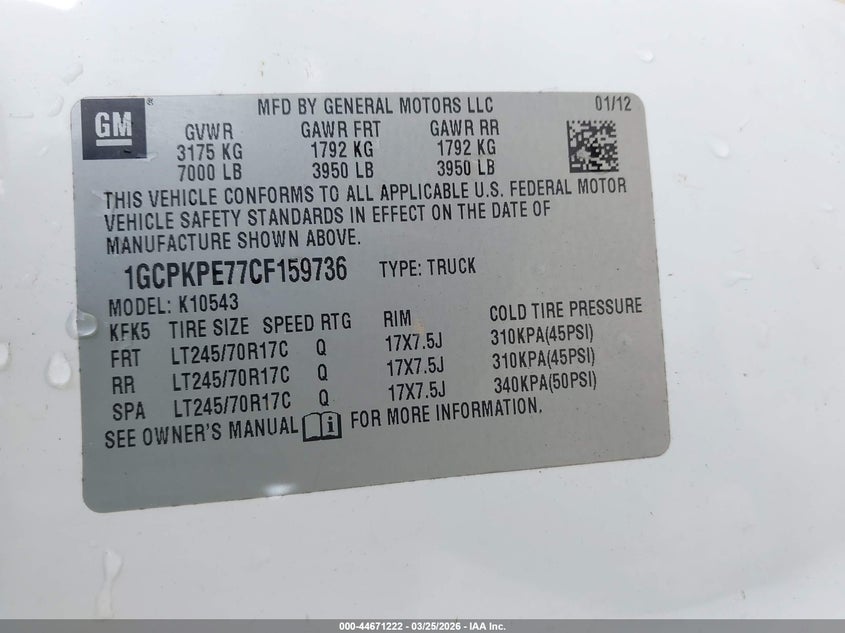 GM
MFD BY GENERAL MOTORS LLC 01/12
GVWR GAWR FRT GAWR RR
3175 KG 1792 KG 1792 KG
7000 LB 3950 LB 3950 LB
THIS VEHICLE CONFORMS TO ALL APPLICABLE U.S. FEDERAL MOTOR
VEHICLE SAFETY STANDARDS IN EFFECT ON THE DATE OF
MANUFACTURE SHOWN ABOVE.
1GCPKPE77CF159736 TYPE: TRUCK
MODEL: K10543
KFK5 TIRE SIZE SPEED RTG RIM COLD TIRE PRESSURE
FRT LT245/70R17C Q 17X7.5J 310KPA(45PSI)
RR LT245/70R17C Q 17X7.5J 310KPA(45PSI)
SPA LT245/70R17C Q 17X7.5J 340KPA(50PSI)
SEE OWNER'S MANUAL i FOR MORE INFORMATION.
000-44671222 - 03/25/2026 - IAA Inc.